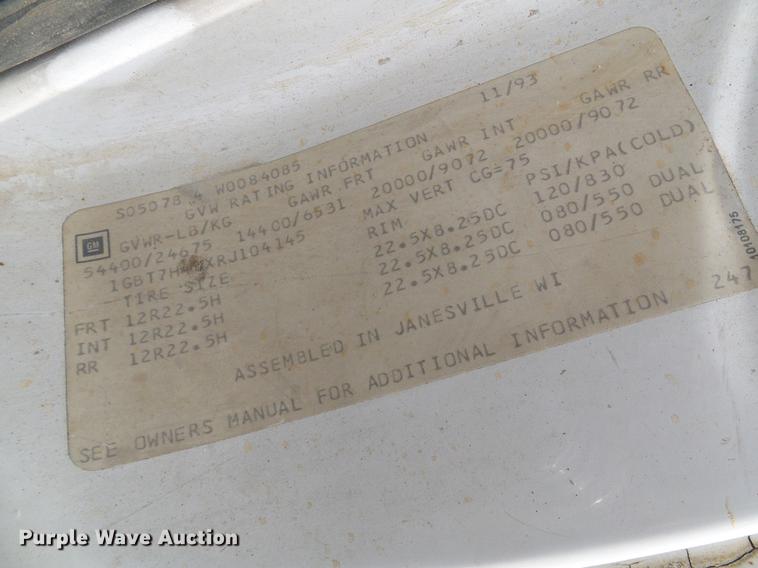 S05078 4 W0084085 11/93
GVW RATING INFORMATION
GVWR-LB/KG GAWR FRT GAWR INT GAWR RR
54400/24675 14400/6531 20000/9072 20000/9072
MAX VERT CG=75
TIRE SIZE RIM PSI/KPA(COLD)
FRT 12R22.5H 22.5X8.25DC 120/830
INT 12R22.5H 22.5X8.25DC 080/550 DUAL
RR 12R22.5H 22.5X8.25DC 080/550 DUAL
ASSEMBLED IN JANESVILLE WI
SEE OWNERS MANUAL FOR ADDITIONAL INFORMATION 247
GM
10108175
Purple Wave Auction